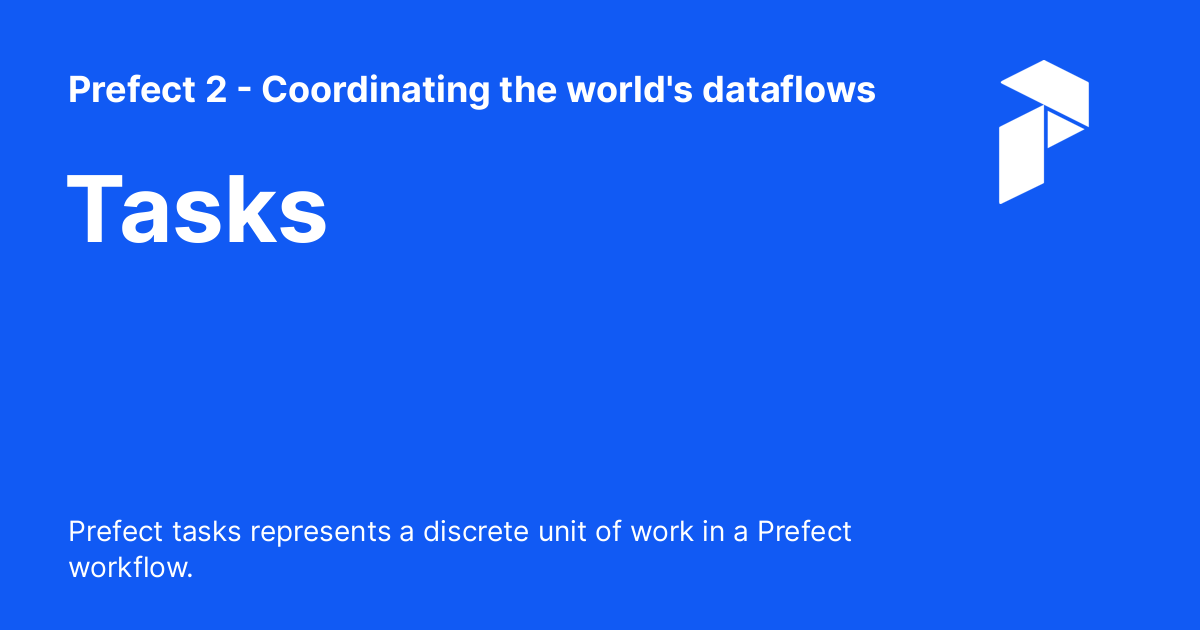 Prefect 2 - Coordinating the world's dataflows
Tasks
Prefect tasks represents a discrete unit of work in a Prefect
workflow.